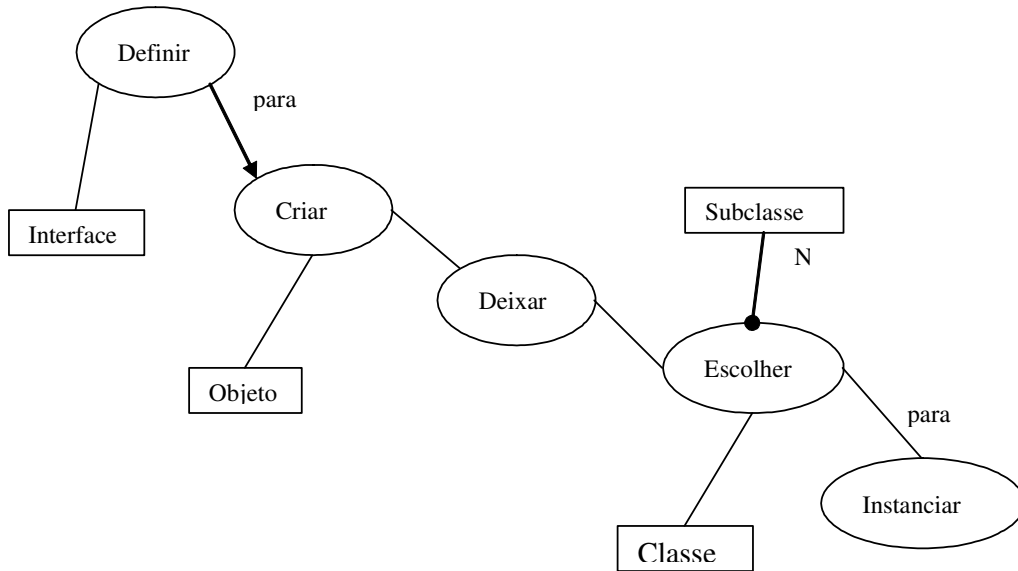 Definir
para
Criar
Interface
Subclasse
N
Deixar
Escolher
Objeto
para
Instanciar
Classe